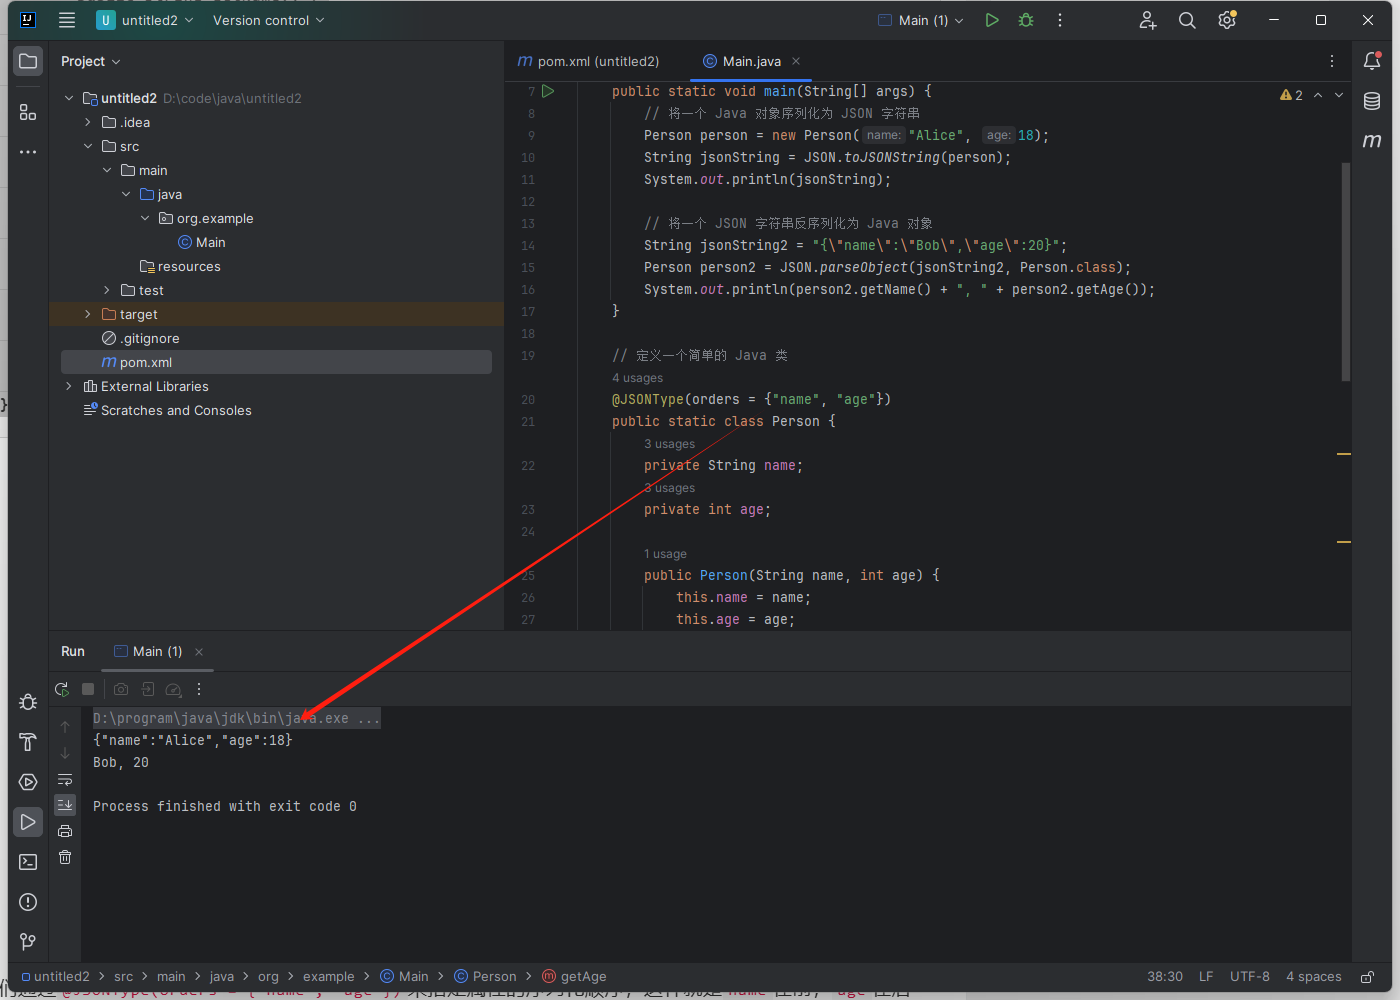 untitled2
Version control
Main (1)
Project
pom.xml (untitled2)
Main.java
untitled2 D:\code\java\untitled2
.idea
src
main
java
org.example
Main
resources
test
target
.gitignore
pom.xml
External Libraries
Scratches and Consoles
2
7 public static void main(String[] args) {
8 // 将一个 Java 对象序列化为 JSON 字符串
9 Person person = new Person( name: "Alice", age: 18);
10 String jsonString = JSON.toJSONString(person);
11 System.out.println(jsonString);
12
13 // 将一个 JSON 字符串反序列化为 Java 对象
14 String jsonString2 = "{\"name\":\"Bob\",\"age\":20}";
15 Person person2 = JSON.parseObject(jsonString2, Person.class);
16 System.out.println(person2.getName() + ", " + person2.getAge());
17 }
18
19 // 定义一个简单的 Java 类
4 usages
20 @JSONType(orders = {"name", "age"})
21 public static class Person {
3 usages
22 private String name;
3 usages
23 private int age;
24
1 usage
25 public Person(String name, int age) {
26 this.name = name;
27 this.age = age;
Run
Main (1)
D:\program\java\jdk\bin\java.exe ...
{"name":"Alice","age":18}
Bob, 20
Process finished with exit code 0
untitled2 > src > main > java > org > example > Main > Person > getAge
38:30 LF UTF-8 4 spaces